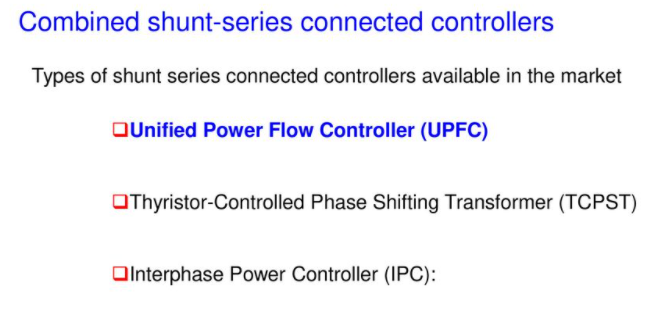 Combined shunt-series connected controllers
Types of shunt series connected controllers available in the market
❑Unified Power Flow Controller (UPFC)
❑Thyristor-Controlled Phase Shifting Transformer (TCPST)
❑Interphase Power Controller (IPC):